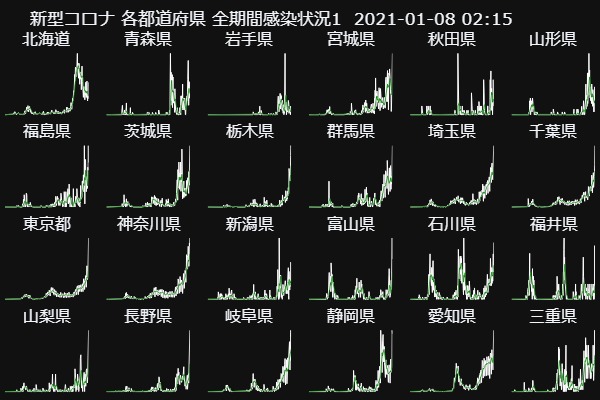 新型コロナ 各都道府県 全期間感染状況1 2021-01-08 02:15
北海道 青森県 岩手県 宮城県 秋田県 山形県
福島県 茨城県 栃木県 群馬県 埼玉県 千葉県
東京都 神奈川県 新潟県 富山県 石川県 福井県
山梨県 長野県 岐阜県 静岡県 愛知県 三重県